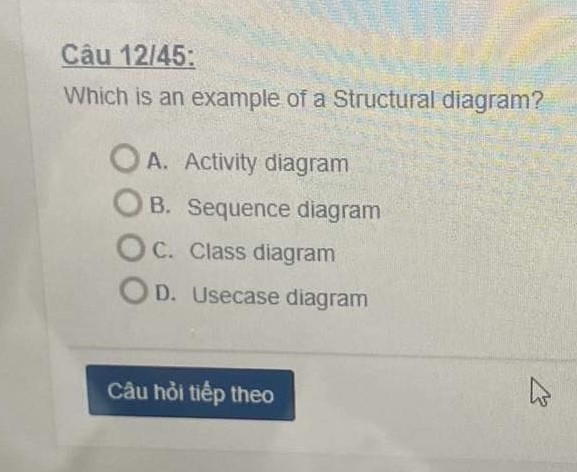 Câu 12/45:
Which is an example of a Structural diagram?
A. Activity diagram
B. Sequence diagram
C. Class diagram
D. Usecase diagram
Câu hỏi tiếp theo